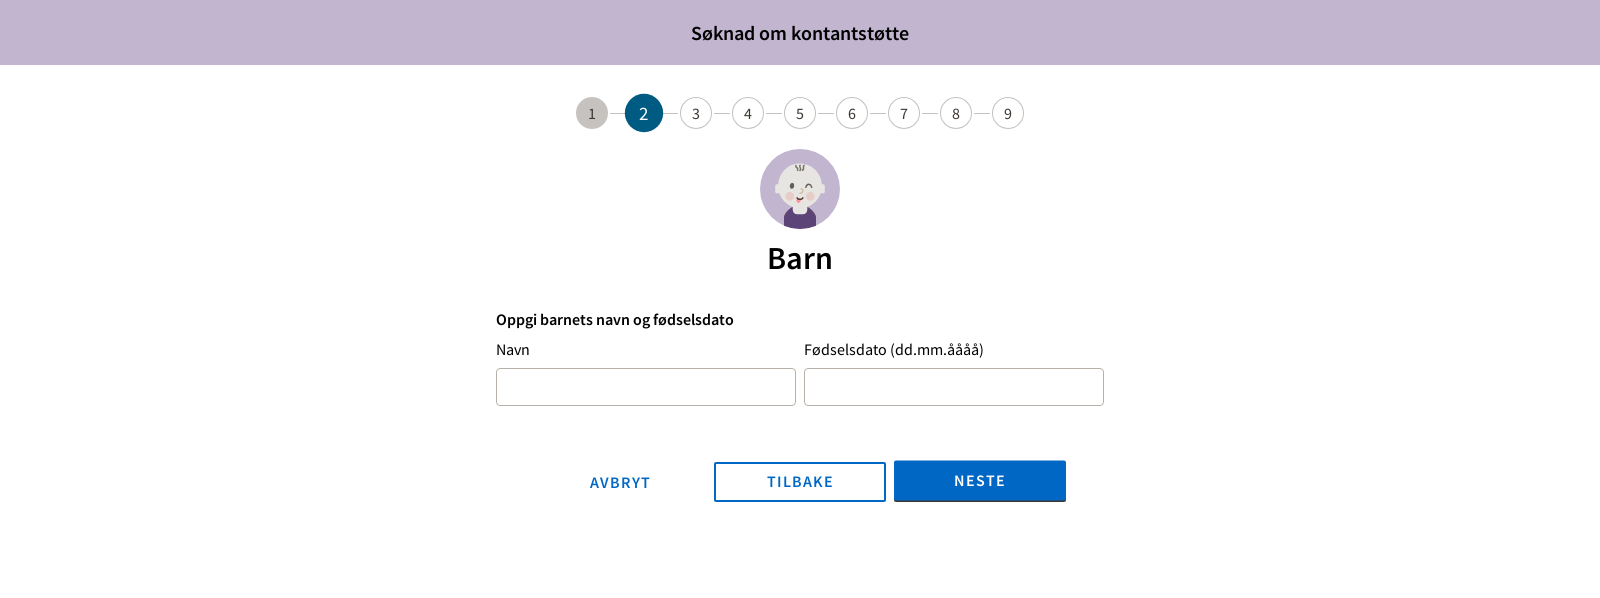 Søknad om kontantstøtte
1 2 3 4 5 6 7 8 9
Barn
Oppgi barnets navn og fødselsdato
Navn Fødselsdato (dd.mm.åååå)
AVBRYT TILBAKE NESTE